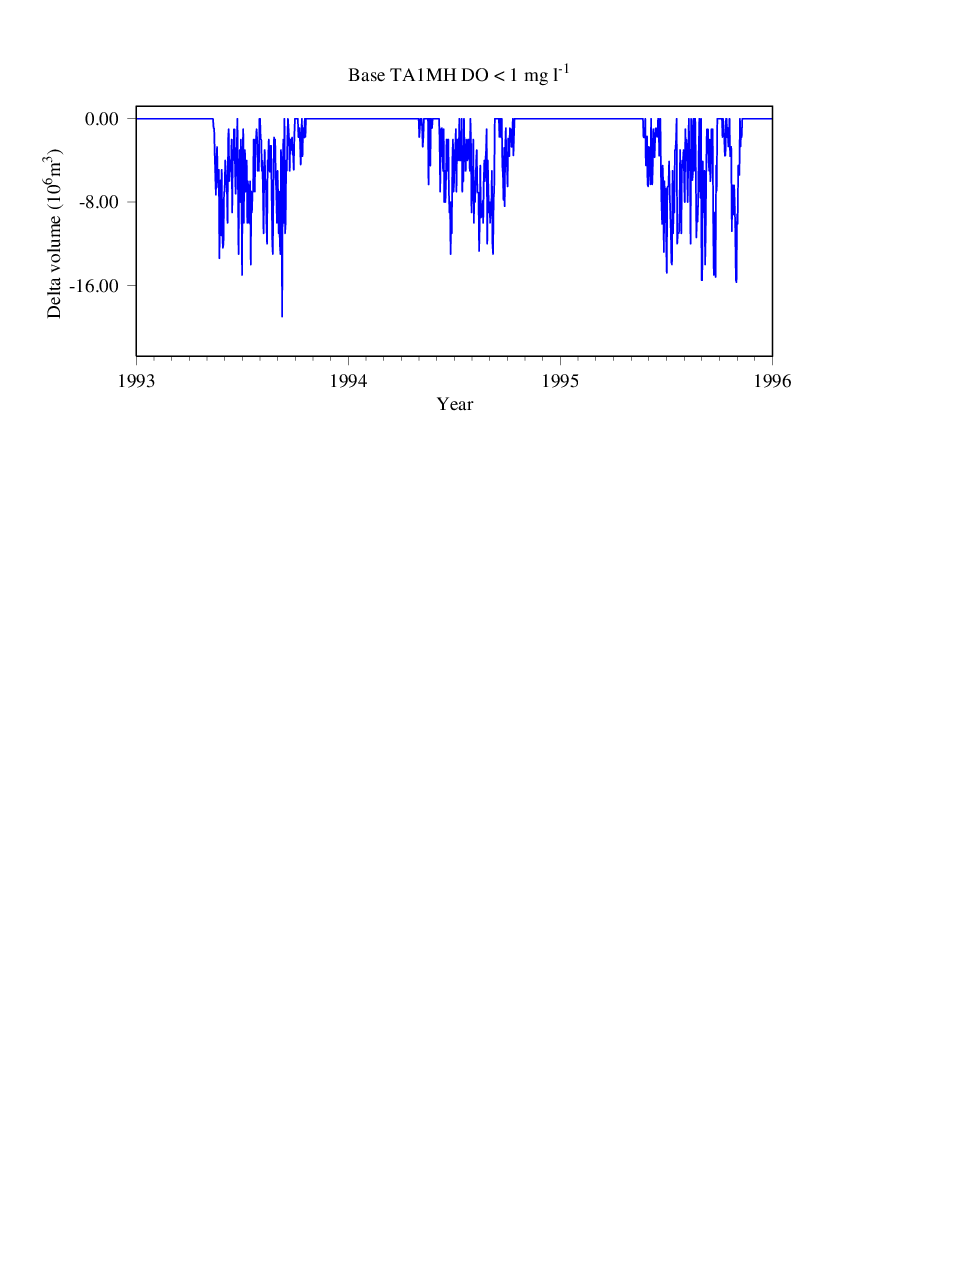 Base TA1MH DO < 1 mg l⁻¹
0.00
-8.00
-16.00
Delta volume (10⁶m³)
1993 1994 1995 1996
Year